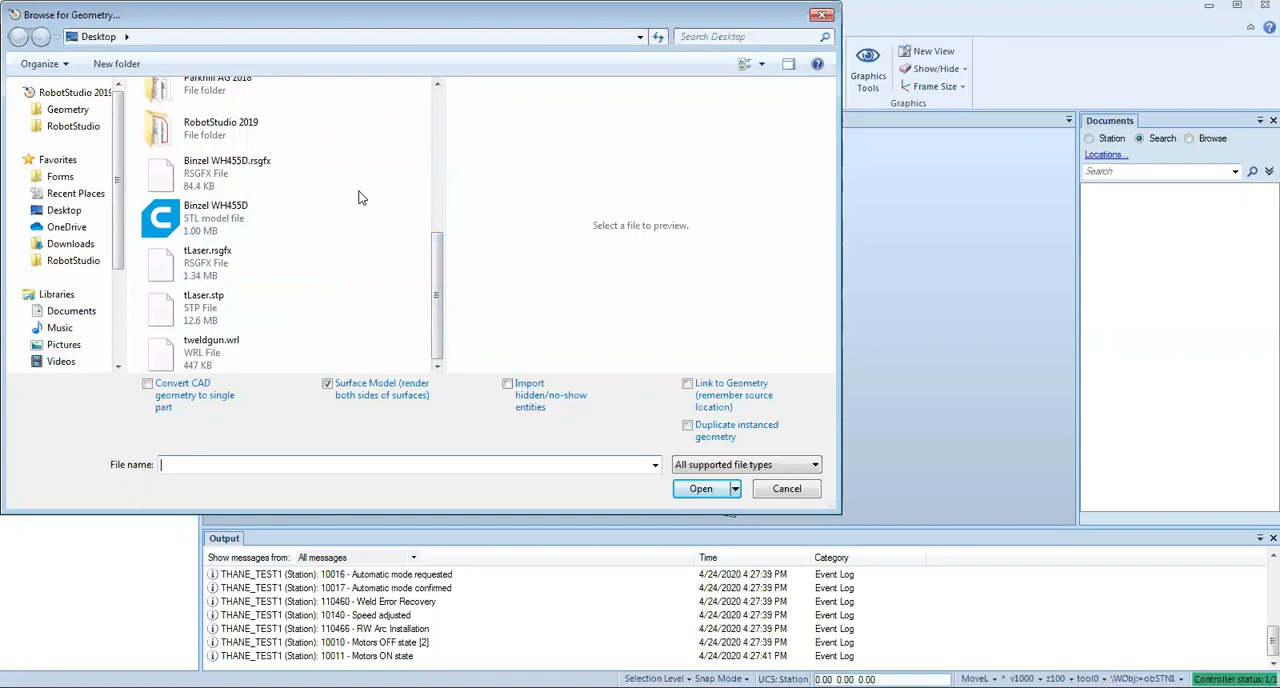 Browse for Geometry...
Desktop
Search Desktop
Organize
New folder
RobotStudio 2019
Geometry
RobotStudio
Favorites
Forms
Recent Places
Desktop
OneDrive
Downloads
RobotStudio
Libraries
Documents
Music
Pictures
Videos
Parkhill AG 2018
File folder
RobotStudio 2019
File folder
Binzel WH455D.rsgfx
RSGFX File
84.4 KB
Binzel WH455D
STL model file
1.00 MB
tLaser.rsgfx
RSGFX File
1.34 MB
tLaser.stp
STP File
12.6 MB
tweldgun.wrl
WRL File
447 KB
Select a file to preview.
Convert CAD
geometry to single
part
Surface Model (render
both sides of surfaces)
Import
hidden/no-show
entities
Link to Geometry
(remember source
location)
Duplicate instanced
geometry
File name:
All supported file types
Open
Cancel
Graphics
Tools
New View
Show/Hide
Frame Size
Graphics
Documents
Station
Search
Browse
Locations...
Search
Output
Show messages from: All messages Time Category
THANE_TEST1 (Station): 10016 - Automatic mode requested 4/24/2020 4:27:39 PM Event Log
THANE_TEST1 (Station): 10017 - Automatic mode confirmed 4/24/2020 4:27:39 PM Event Log
THANE_TEST1 (Station): 110460 - Weld Error Recovery 4/24/2020 4:27:39 PM Event Log
THANE_TEST1 (Station): 10140 - Speed adjusted 4/24/2020 4:27:39 PM Event Log
THANE_TEST1 (Station): 110466 - RW Arc Installation 4/24/2020 4:27:39 PM Event Log
THANE_TEST1 (Station): 10010 - Motors OFF state [2] 4/24/2020 4:27:39 PM Event Log
THANE_TEST1 (Station): 10011 - Motors ON state 4/24/2020 4:27:41 PM Event Log
Selection Level Snap Mode UCS: Station 0.00 0.00 0.00 MoveL * v1000 z100 tool0 \WObj:=obSTN1 Controller status: 1/1